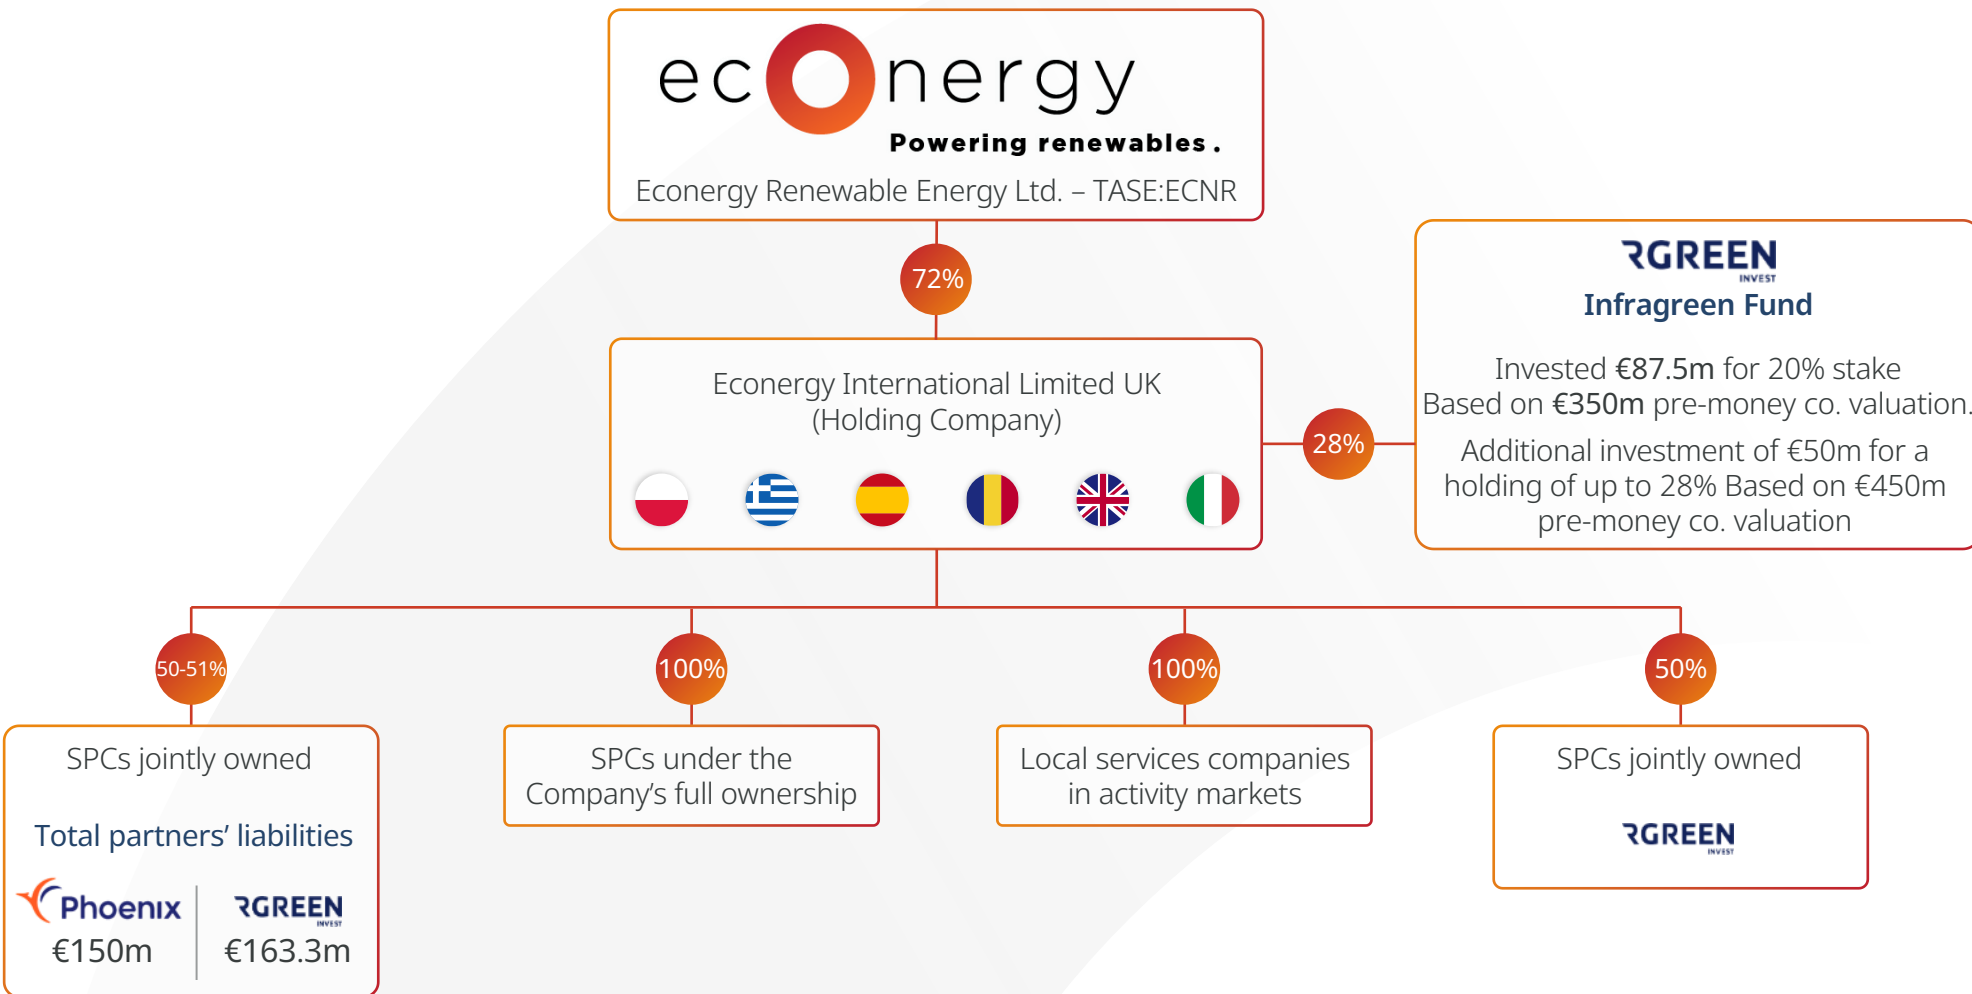 ecOnergy
Powering renewables.
Econergy Renewable Energy Ltd. – TASE:ECNR
72%
Econergy International Limited UK
(Holding Company)
28%
RGREEN
INVEST
Infragreen Fund
Invested €87.5m for 20% stake
Based on €350m pre-money co. valuation.
Additional investment of €50m for a
holding of up to 28% Based on €450m
pre-money co. valuation
50-51%
100%
100%
50%
SPCs jointly owned
Total partners’ liabilities
Phoenix
€150m
RGREEN
INVEST
€163.3m
SPCs under the
Company’s full ownership
Local services companies
in activity markets
SPCs jointly owned
RGREEN
INVEST